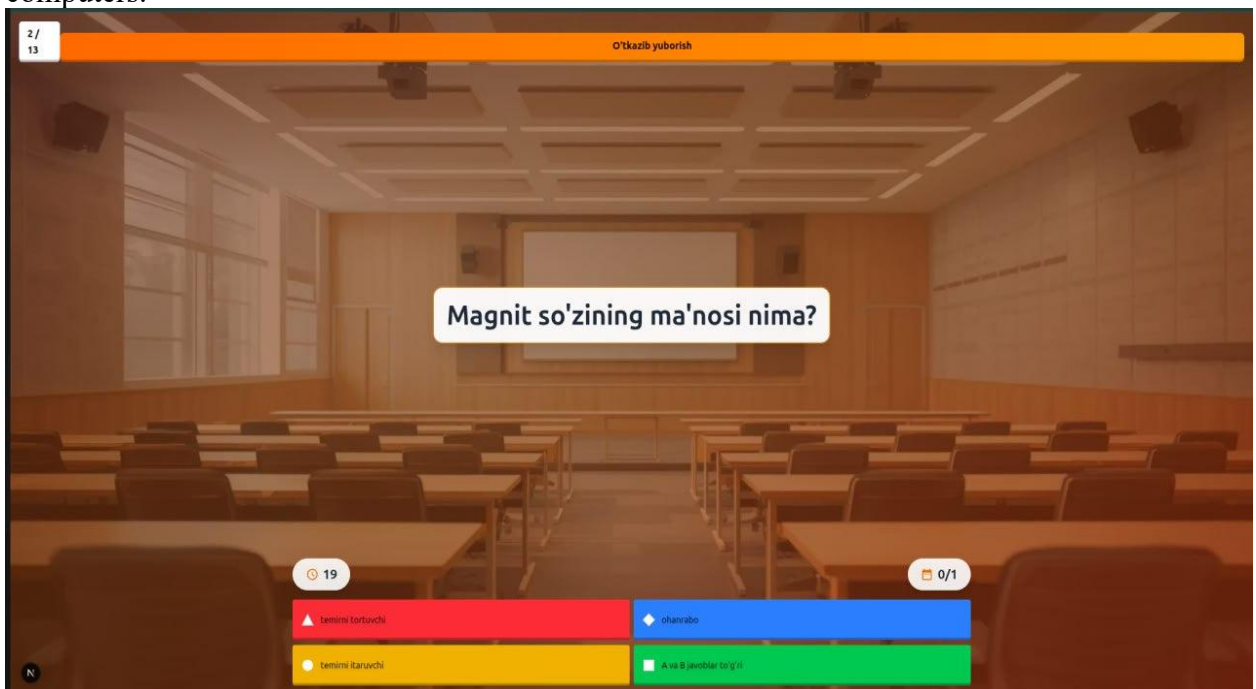 computers.
2 /
13
O'tkazib yuborish
Magnit so'zining ma'nosi nima?
19
0/1
temirni tortuvchi
ohanrabo
temirni itaruvchi
A va B javoblar to'g'ri
N